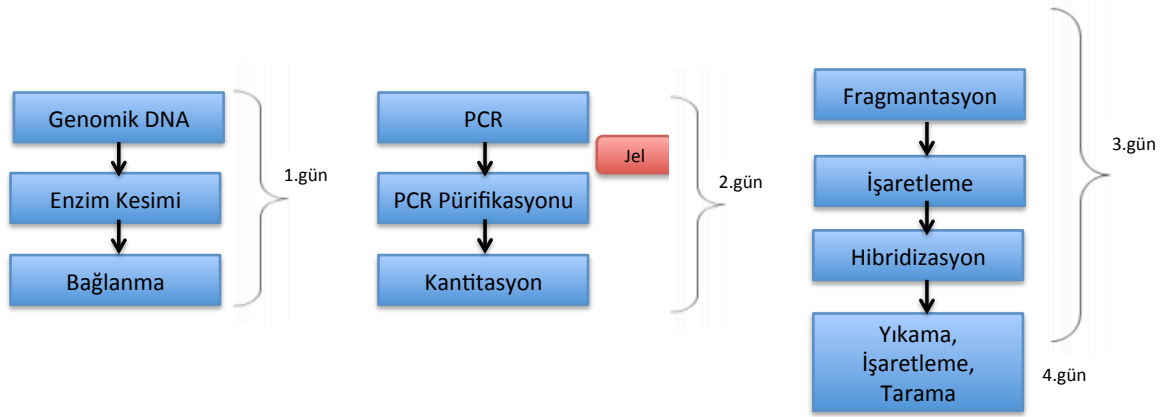 Genomik DNA
Enzim Kesimi
Bağlanma
1.gün
PCR
Jel
PCR Pürifikasyonu
Kantitasyon
2.gün
Fragmantasyon
İşaretleme
Hibridizasyon
Yıkama,
İşaretleme,
Tarama
3.gün
4.gün